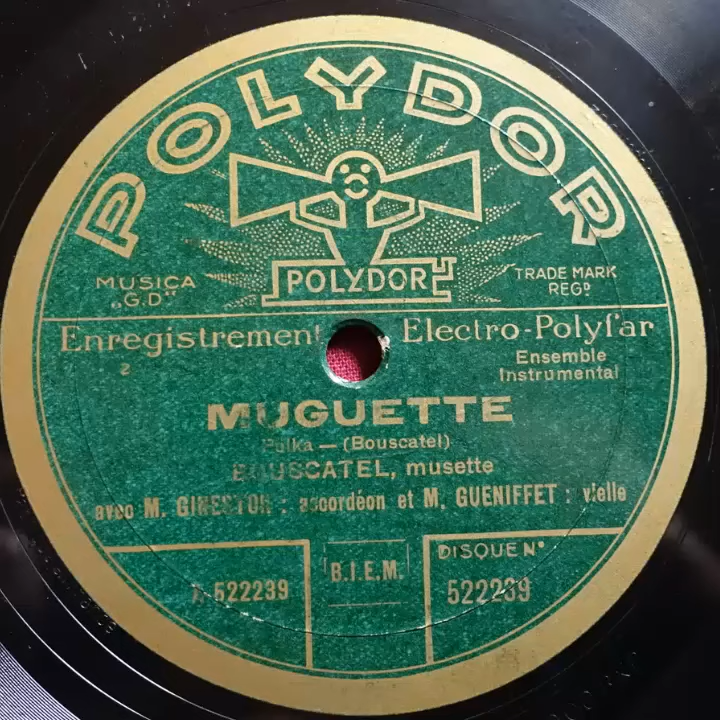 POLYDOR
POLYDOR
MUSICA
„G.D“
TRADE MARK
REGD
Enregistrement Electro-Polyfar
2
Ensemble
Instrumental
MUGUETTE
Polka — (Bouscatel)
BOUSCATEL, musette
avec M. GINESTON : accordéon et M. GUENIFFET : vielle
A 522239
B.I.E.M.
DISQUE No
522239